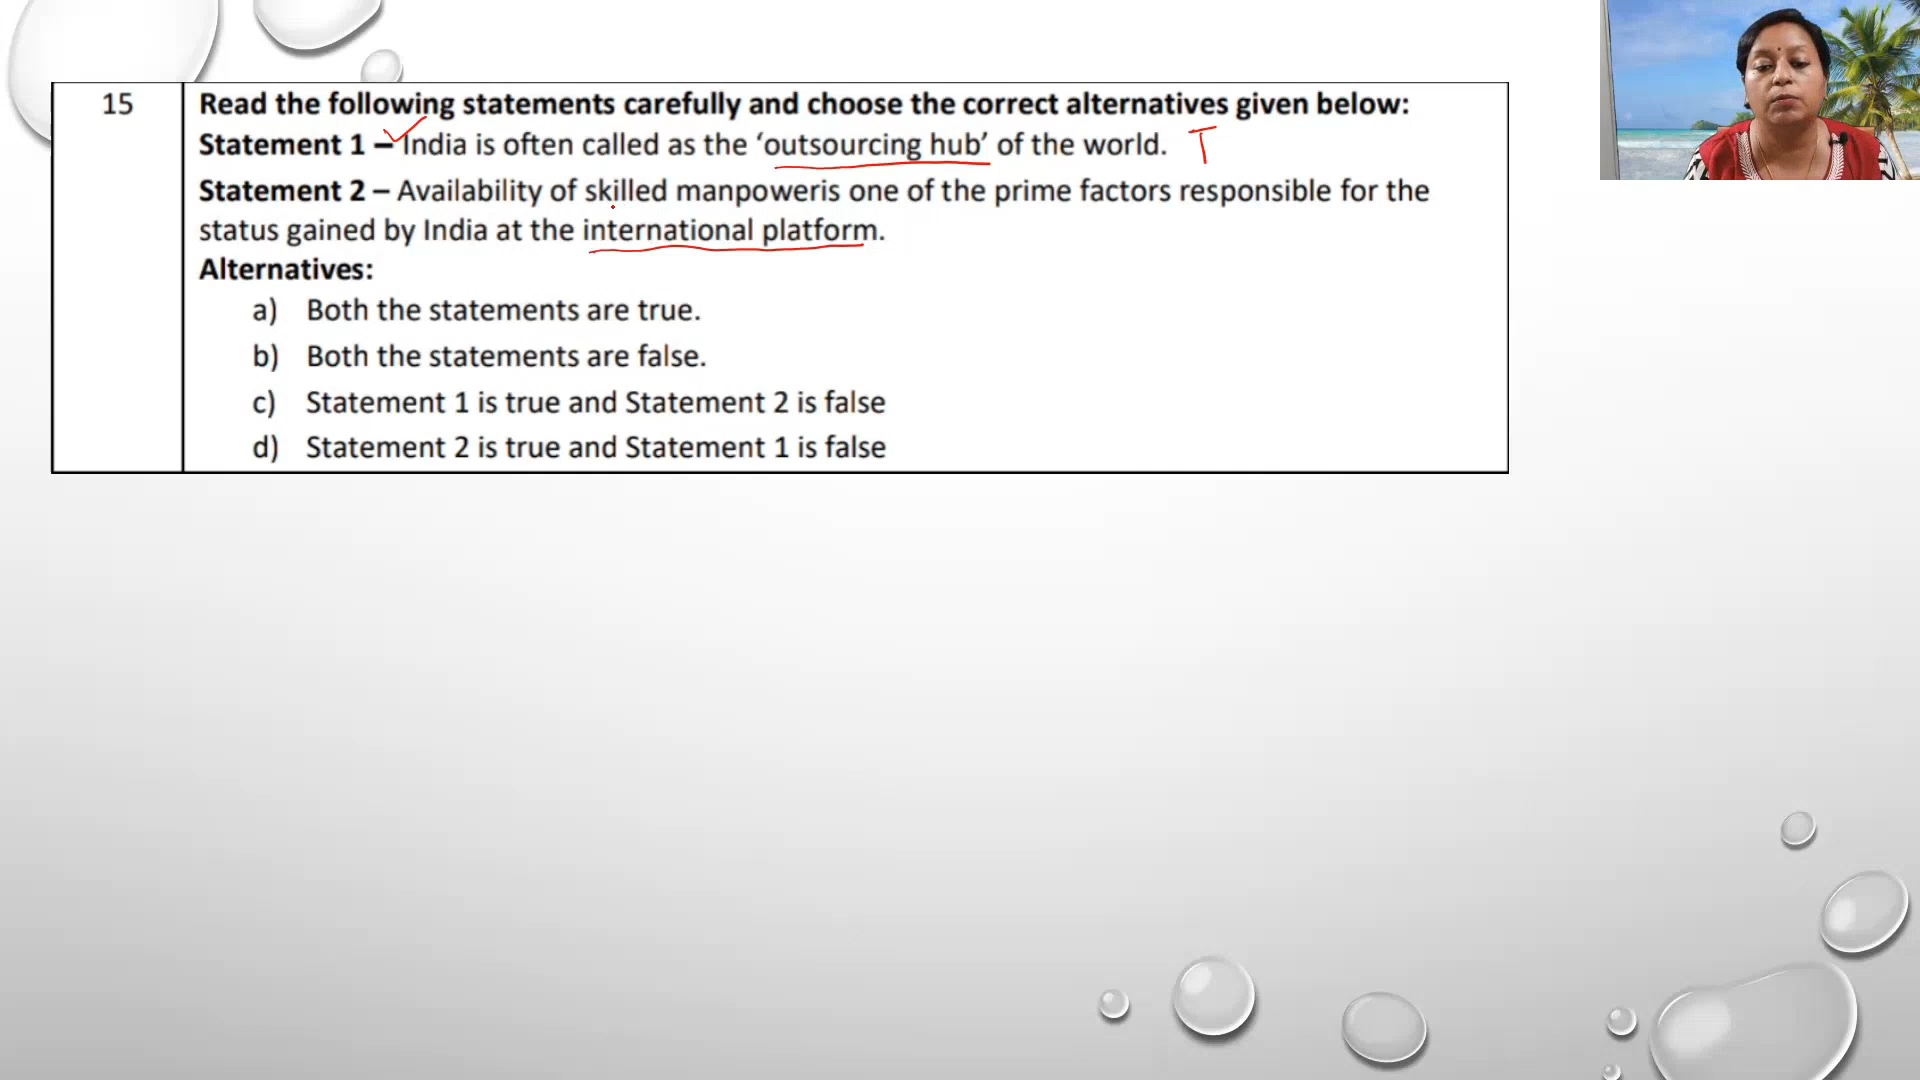 15 Read the following statements carefully and choose the correct alternatives given below:
Statement 1 – India is often called as the ‘outsourcing hub’ of the world. T
Statement 2 – Availability of skilled manpoweris one of the prime factors responsible for the
status gained by India at the international platform.
Alternatives:
a) Both the statements are true.
b) Both the statements are false.
c) Statement 1 is true and Statement 2 is false
d) Statement 2 is true and Statement 1 is false